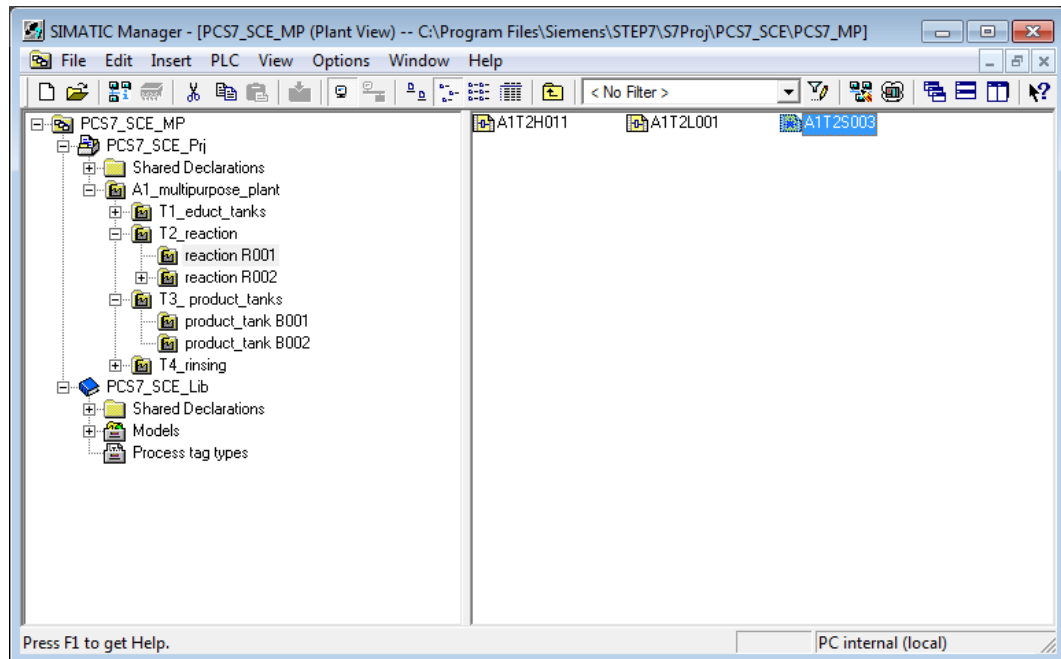 SIMATIC Manager - [PCS7_SCE_MP (Plant View) -- C:\Program Files\Siemens\STEP7\S7Proj\PCS7_SCE\PCS7_MP]
File Edit Insert PLC View Options Window Help
< No Filter >
PCS7_SCE_MP
PCS7_SCE_Prj
Shared Declarations
A1_multipurpose_plant
T1_educt_tanks
T2_reaction
reaction R001
reaction R002
T3_ product_tanks
product_tank B001
product_tank B002
T4_rinsing
PCS7_SCE_Lib
Shared Declarations
Models
Process tag types
A1T2H011 A1T2L001 A1T2S003
Press F1 to get Help. PC internal (local)